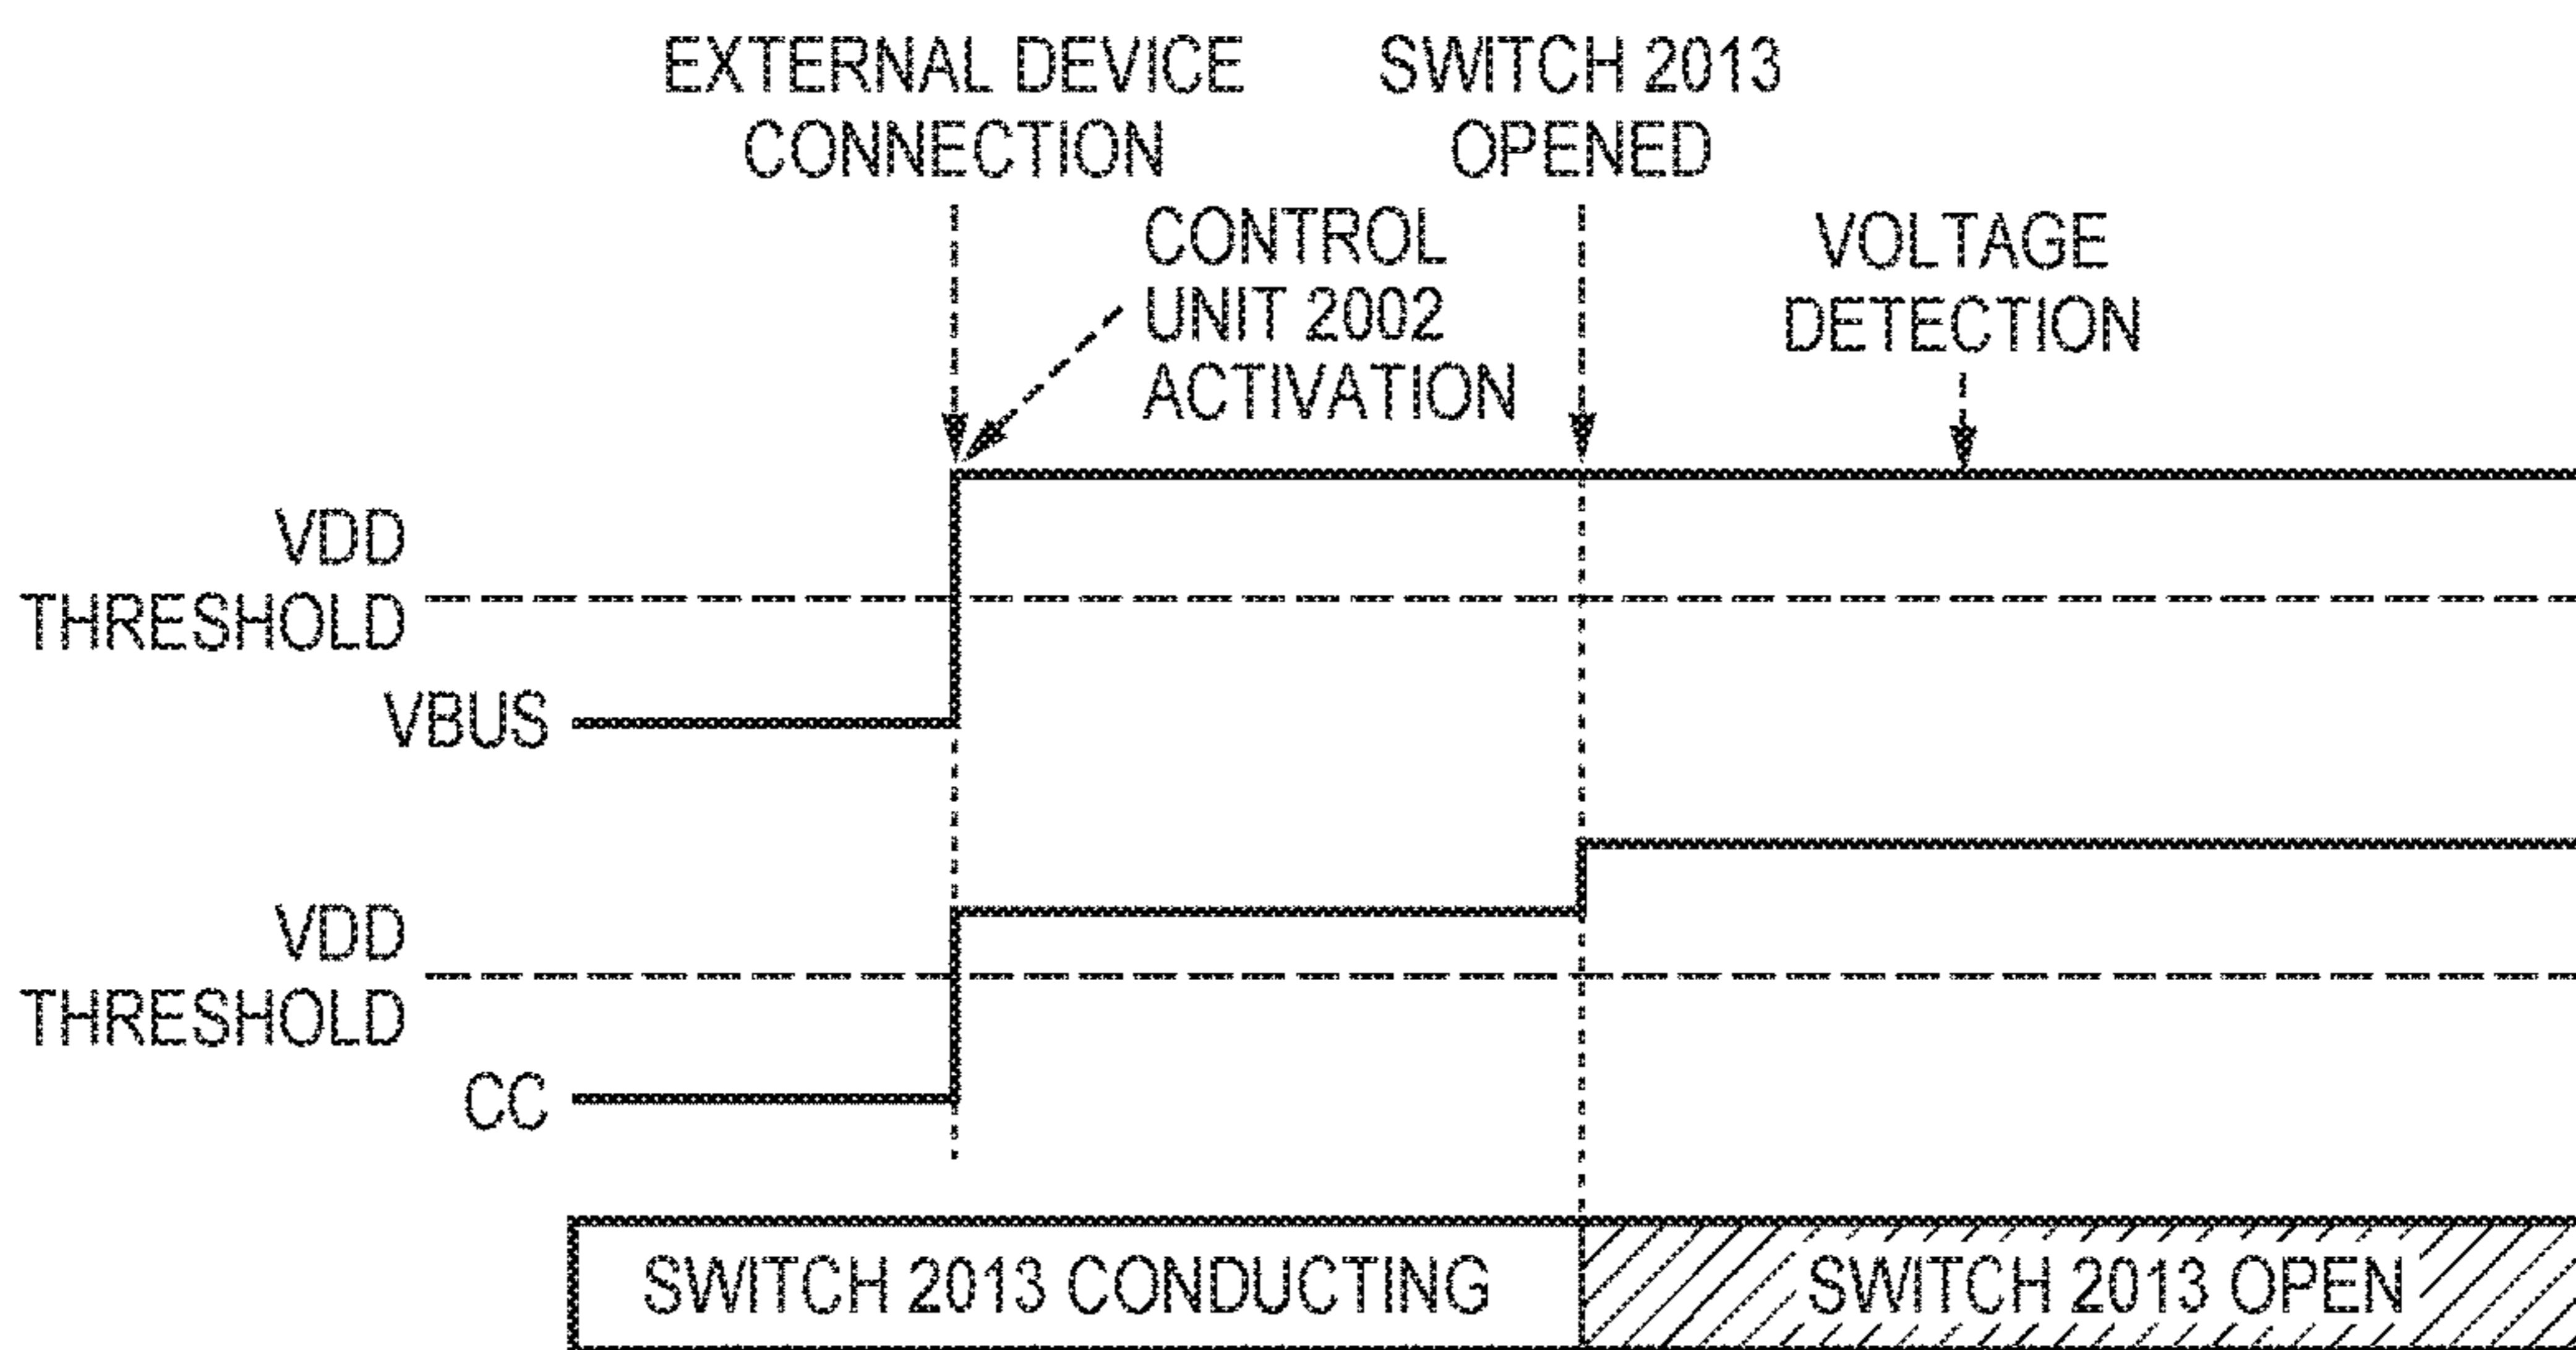 EXTERNAL DEVICE
CONNECTION
SWITCH 2013
OPENED
CONTROL
UNIT 2002
ACTIVATION
VOLTAGE
DETECTION
VDD
THRESHOLD
VBUS
VDD
THRESHOLD
CC
SWITCH 2013 CONDUCTING
SWITCH 2013 OPEN